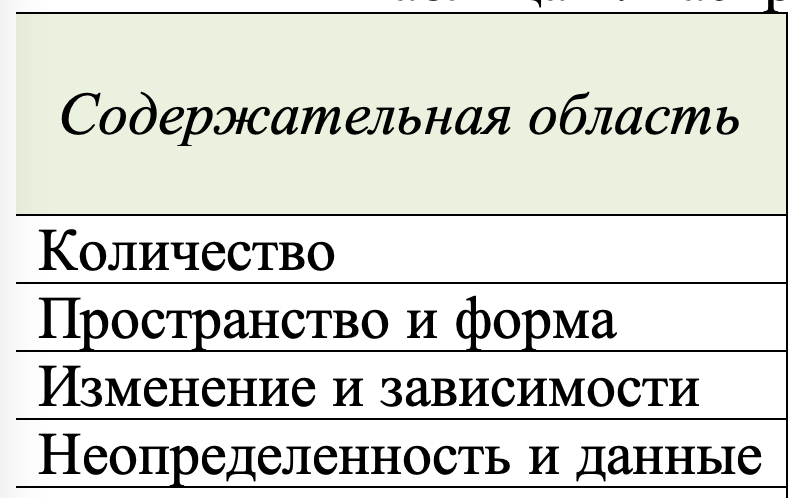 Содержательная область
Количество
Пространство и форма
Изменение и зависимости
Неопределенность и данные